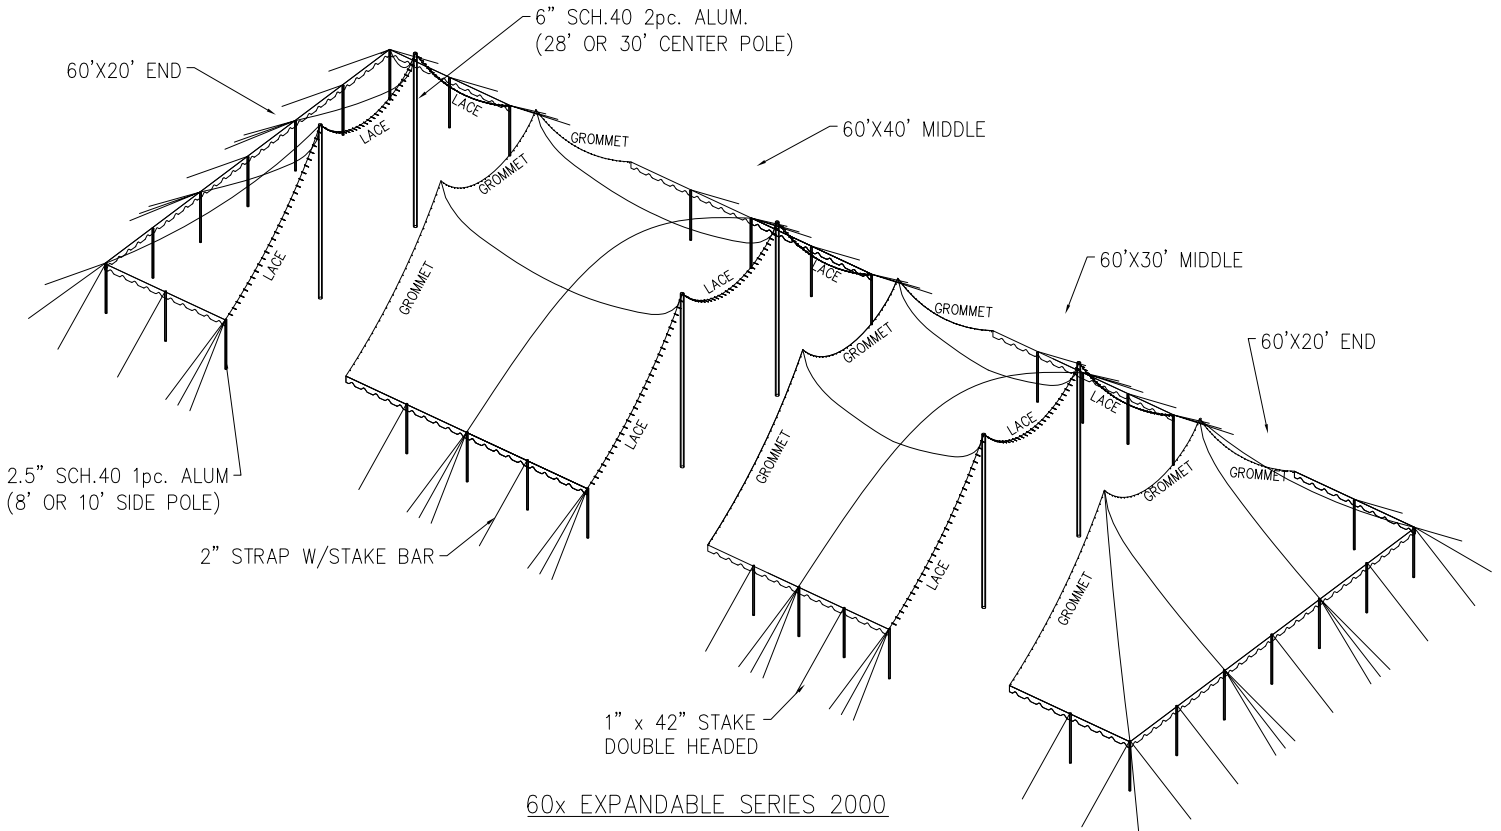 6” SCH.40 2pc. ALUM.
(28’ OR 30’ CENTER POLE)
60’X20’ END
LACE
LACE
60’X40’ MIDDLE
GROMMET
GROMMET
LACE
60’X30’ MIDDLE
LACE
LACE
GROMMET
GROMMET
GROMMET
60’X20’ END
LACE
LACE
LACE
GROMMET
GROMMET
GROMMET
2.5” SCH.40 1pc. ALUM
(8’ OR 10’ SIDE POLE)
2” STRAP W/STAKE BAR
LACE
GROMMET
1” x 42” STAKE
DOUBLE HEADED
60x EXPANDABLE SERIES 2000